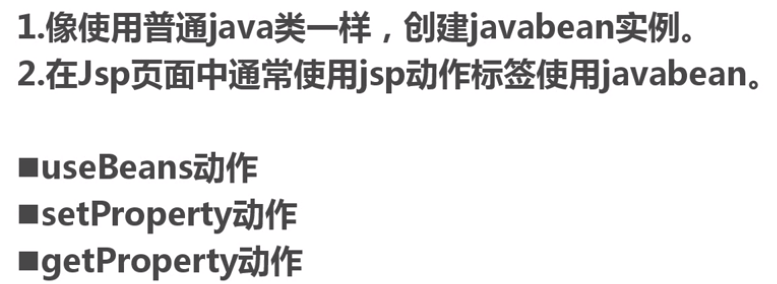 1.像使用普通java类一样，创建javabean实例。
2.在Jsp页面中通常使用jsp动作标签使用javabean。
■useBeans动作
■setProperty动作
■getProperty动作